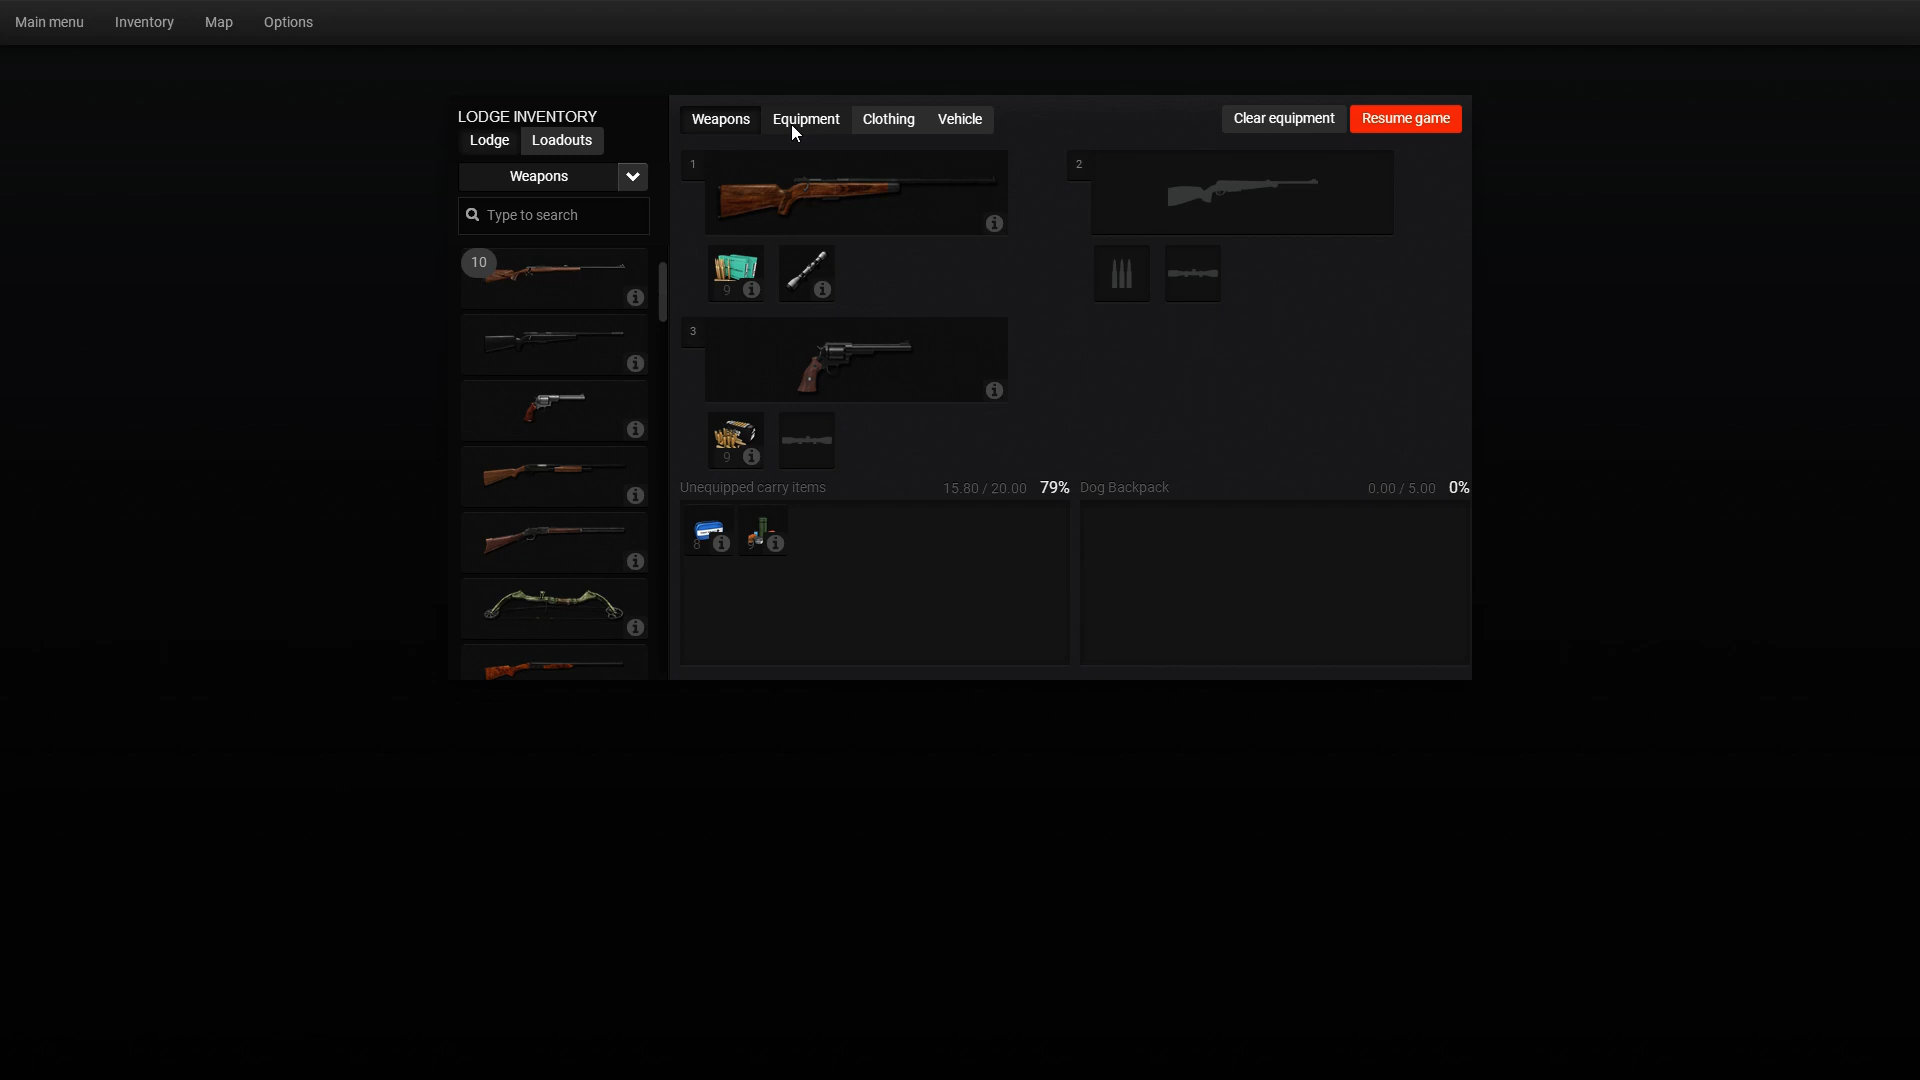 Main menu Inventory Map Options
LODGE INVENTORY
Lodge Loadouts
Weapons
Type to search
10
Weapons Equipment Clothing Vehicle Clear equipment Resume game
1 2
9
3
9
Unequipped carry items 15.80 / 20.00 79% Dog Backpack 0.00 / 5.00 0%
8 9